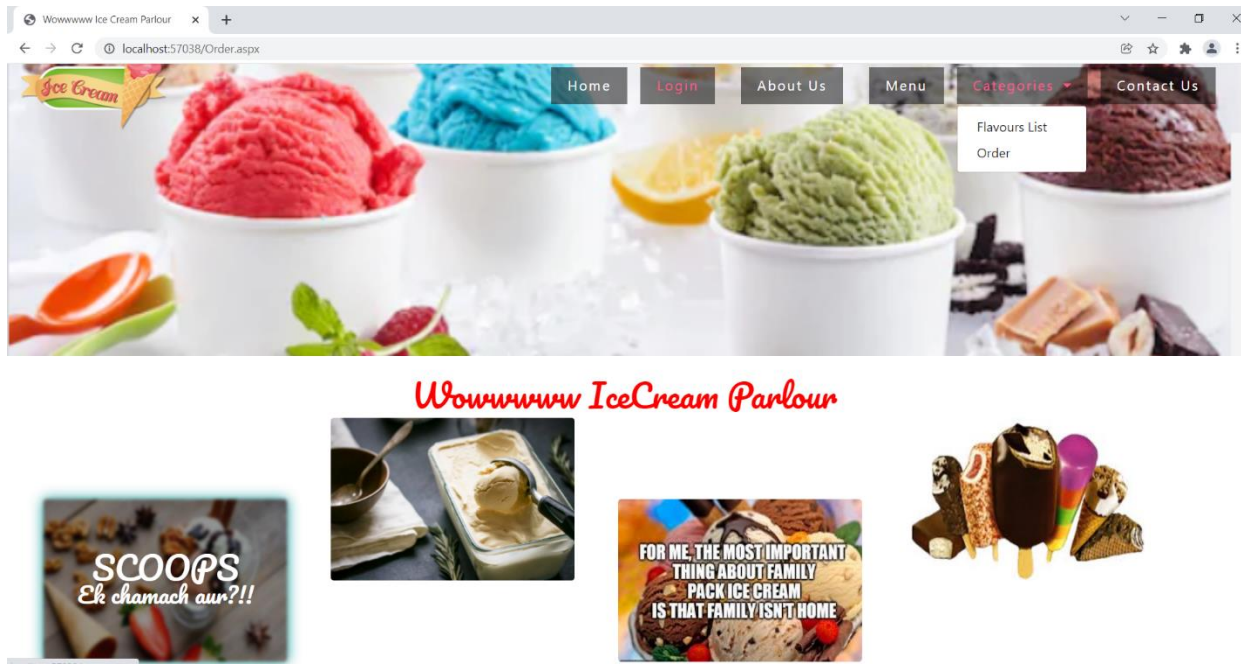 Wowwwww Ice Cream Parlour
localhost:57038/Order.aspx
Ice Cream
Home Login About Us Menu Categories Contact Us
Flavours List
Order
Wowwwww IceCream Parlour
SCOOPS
Ek chamach aur?!!
FOR ME, THE MOST IMPORTANT
THING ABOUT FAMILY
PACK ICE CREAM
IS THAT FAMILY ISN'T HOME